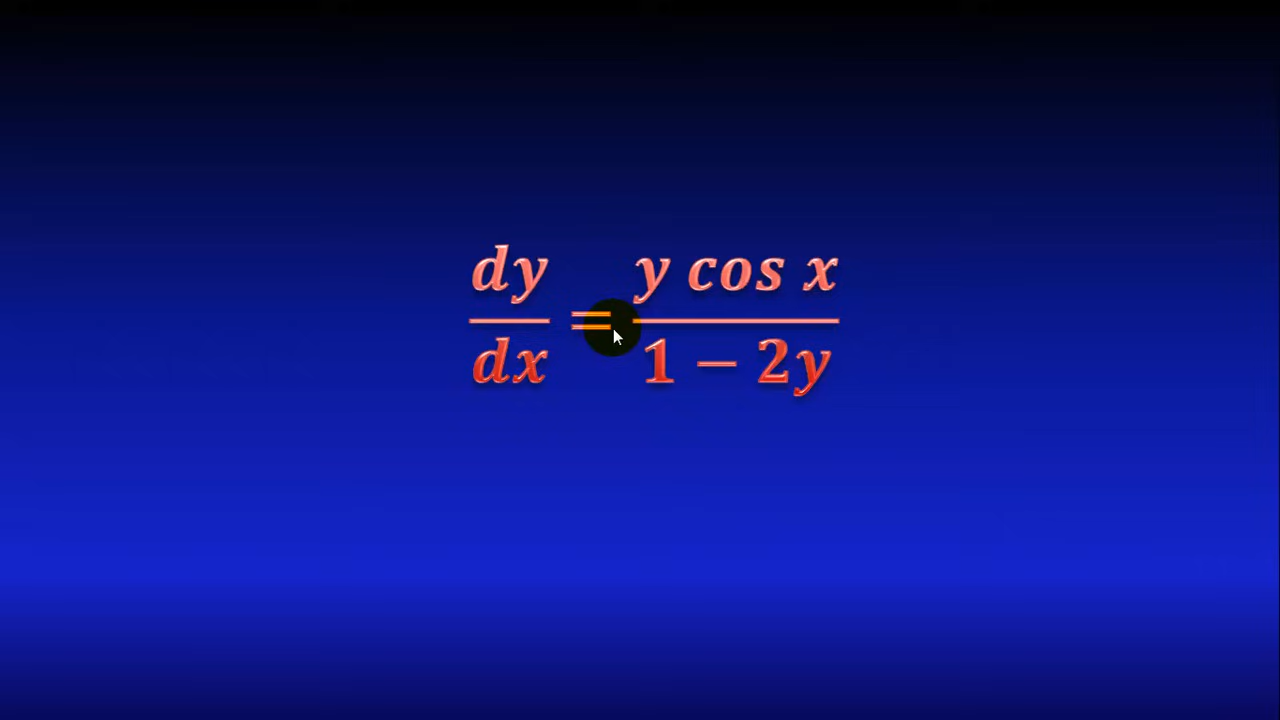 dy/dx = y cos x / 1 − 2y